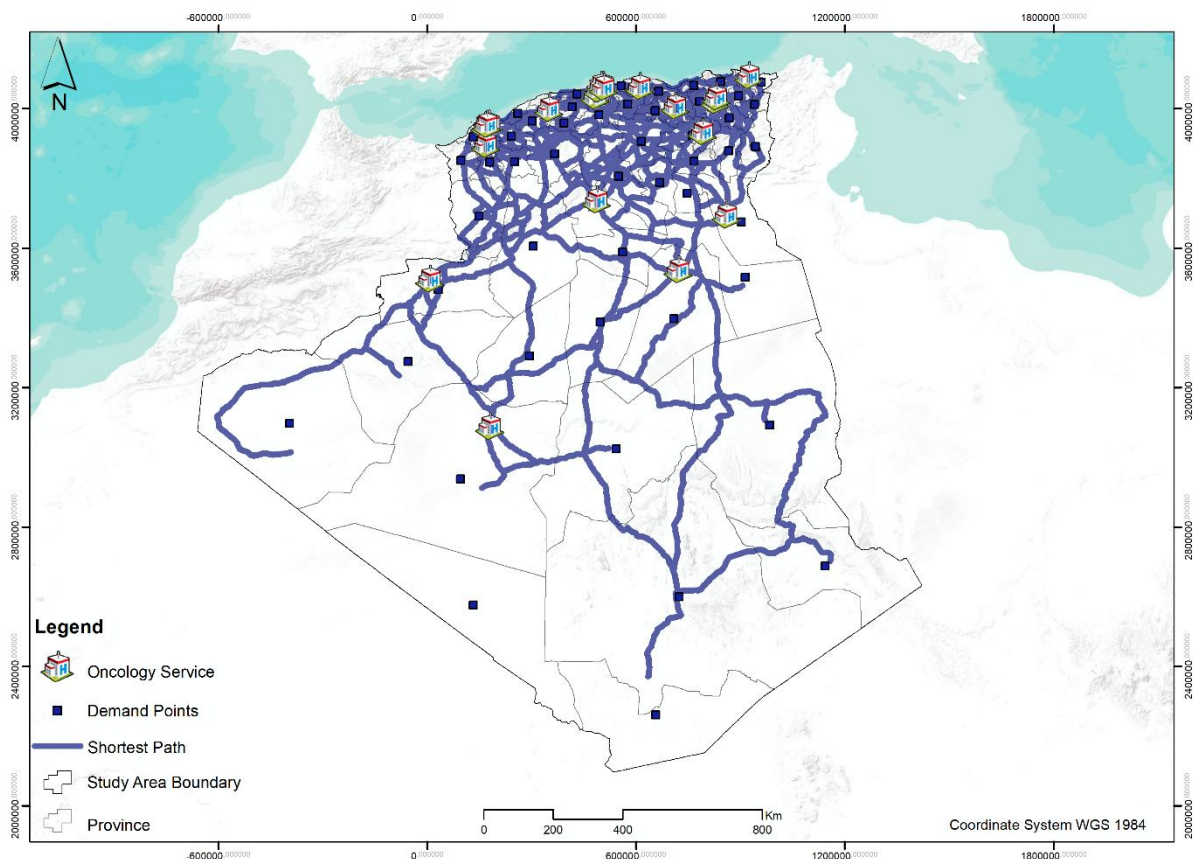 -600000,000000 0,000000 600000,000000 1200000,000000 1800000,000000
4000000,000000 4000000,000000
3600000,000000 3600000,000000
3200000,000000 3200000,000000
2800000,000000 2800000,000000
2400000,000000 2400000,000000
2000000,000000 2000000,000000
N
H
H
H
H
H
H
H
H
H
H
H
H
H
H
Legend
H Oncology Service
Demand Points
Shortest Path
Study Area Boundary
Province
Km
0 200 400 800
Coordinate System WGS 1984
-600000,000000 0,000000 600000,000000 1200000,000000 1800000,000000